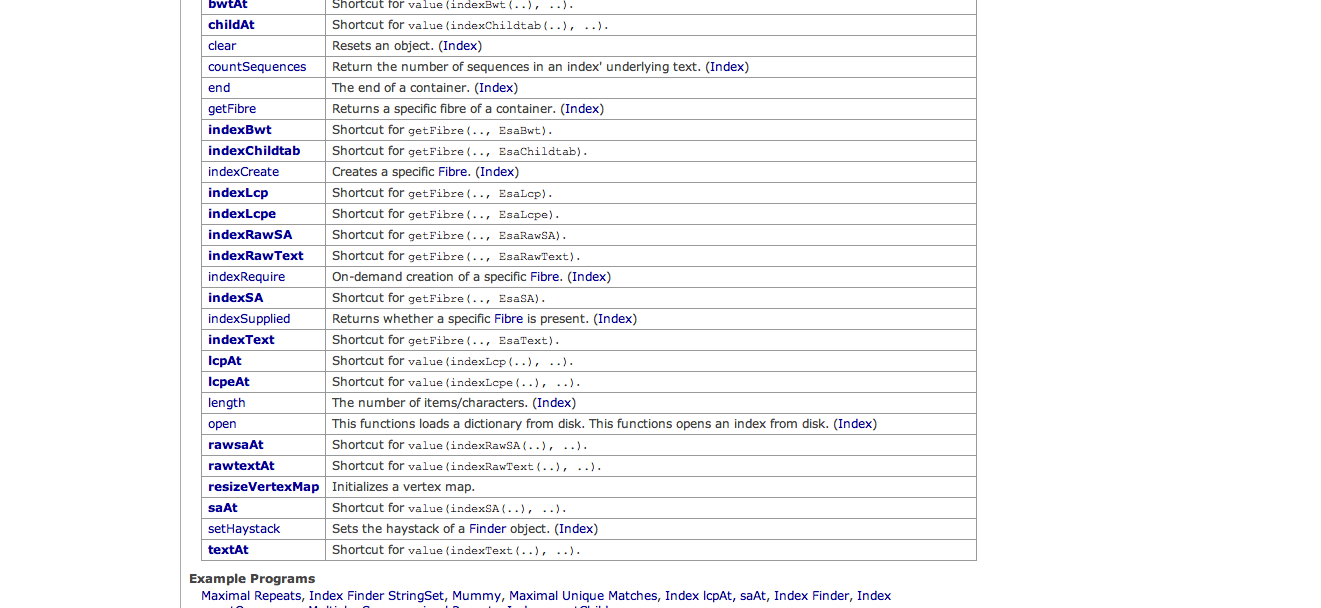 bwtAt Shortcut for value(indexBwt(..), ..).
childAt Shortcut for value(indexChildtab(..), ..).
clear Resets an object. (Index)
countSequences Return the number of sequences in an index' underlying text. (Index)
end The end of a container. (Index)
getFibre Returns a specific fibre of a container. (Index)
indexBwt Shortcut for getFibre(.., EsaBwt).
indexChildtab Shortcut for getFibre(.., EsaChildtab).
indexCreate Creates a specific Fibre. (Index)
indexLcp Shortcut for getFibre(.., EsaLcp).
indexLcpe Shortcut for getFibre(.., EsaLcpe).
indexRawSA Shortcut for getFibre(.., EsaRawSA).
indexRawText Shortcut for getFibre(.., EsaRawText).
indexRequire On-demand creation of a specific Fibre. (Index)
indexSA Shortcut for getFibre(.., EsaSA).
indexSupplied Returns whether a specific Fibre is present. (Index)
indexText Shortcut for getFibre(.., EsaText).
lcpAt Shortcut for value(indexLcp(..), ..).
lcpeAt Shortcut for value(indexLcpe(..), ..).
length The number of items/characters. (Index)
open This functions loads a dictionary from disk. This functions opens an index from disk. (Index)
rawsaAt Shortcut for value(indexRawSA(..), ..).
rawtextAt Shortcut for value(indexRawText(..), ..).
resizeVertexMap Initializes a vertex map.
saAt Shortcut for value(indexSA(..), ..).
setHaystack Sets the haystack of a Finder object. (Index)
textAt Shortcut for value(indexText(..), ..).
Example Programs
Maximal Repeats, Index Finder StringSet, Mummy, Maximal Unique Matches, Index lcpAt, saAt, Index Finder, Index